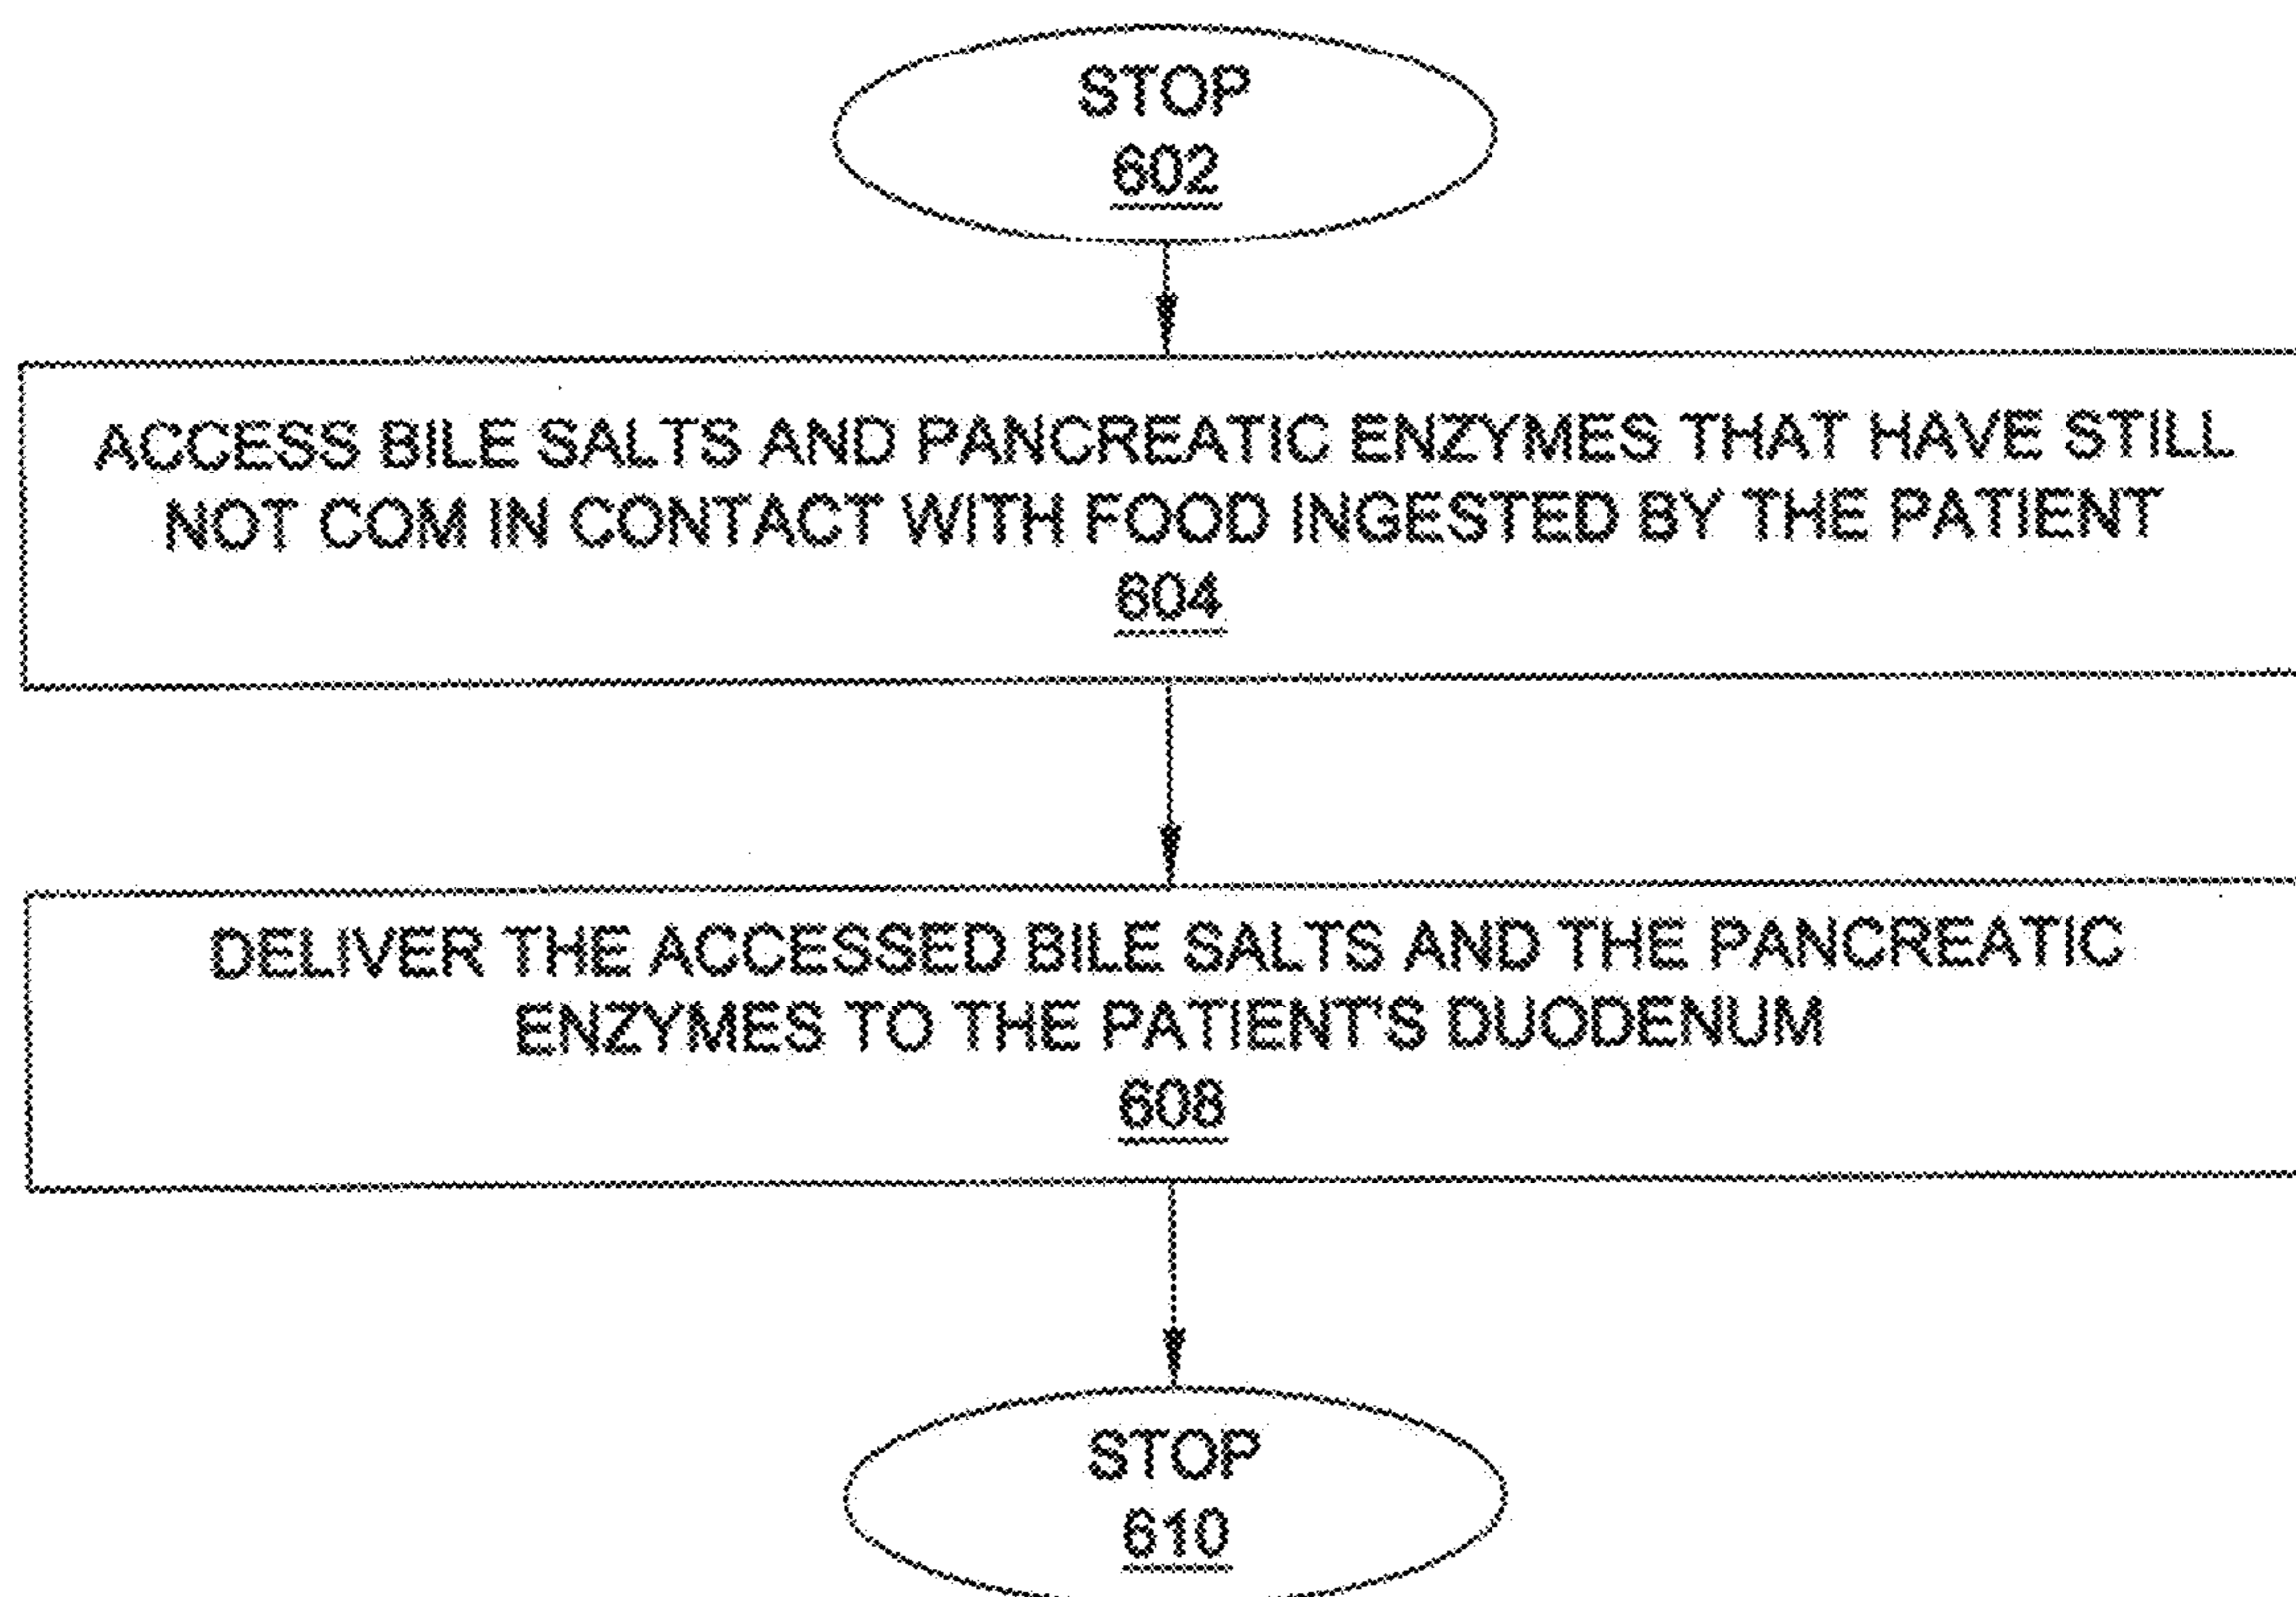 STOP
602
ACCESS BILE SALTS AND PANCREATIC ENZYMES THAT HAVE STILL
NOT COM IN CONTACT WITH FOOD INGESTED BY THE PATIENT
604
DELIVER THE ACCESSED BILE SALTS AND THE PANCREATIC
ENZYMES TO THE PATIENT'S DUODENUM
608
STOP
610